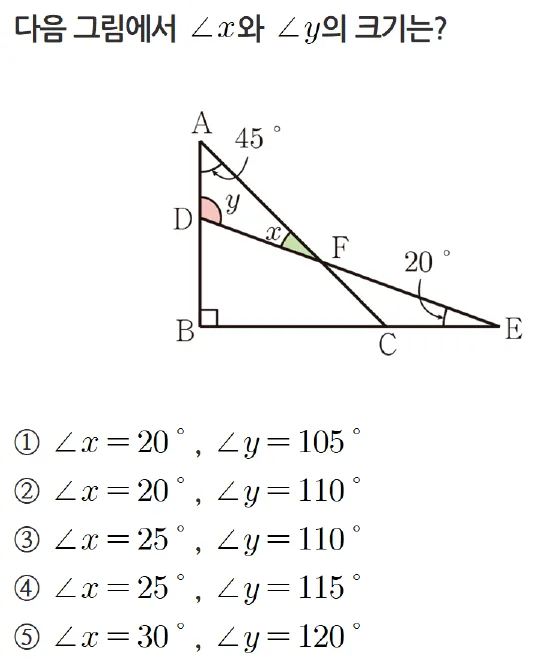 다음 그림에서 ∠x와 ∠y의 크기는?
A
45°
D
y
x
F
20°
B
C
E
① ∠x=20°, ∠y=105°
② ∠x=20°, ∠y=110°
③ ∠x=25°, ∠y=110°
④ ∠x=25°, ∠y=115°
⑤ ∠x=30°, ∠y=120°